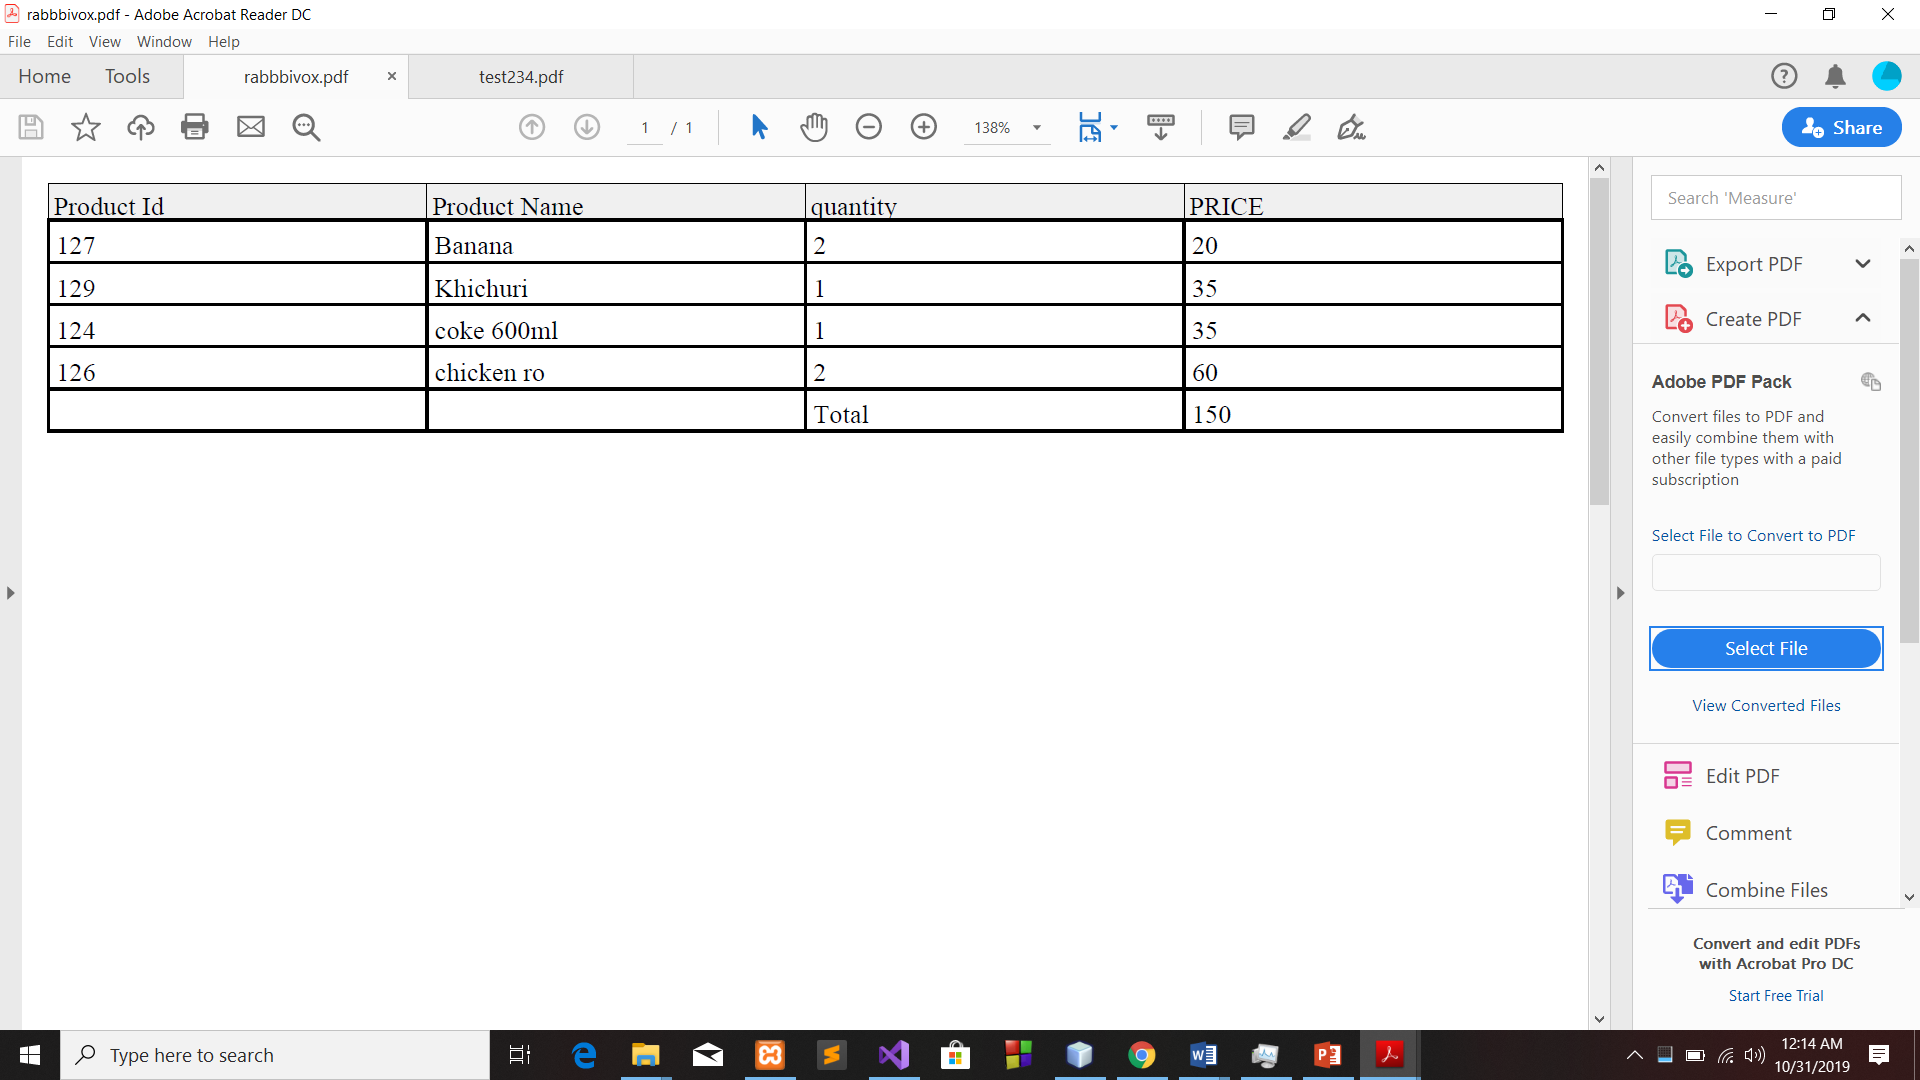 rabbbivox.pdf - Adobe Acrobat Reader DC
File Edit View Window Help
Home Tools rabbbivox.pdf × test234.pdf
1 / 1 138% Share
Product Id Product Name quantity PRICE
127 Banana 2 20
129 Khichuri 1 35
124 coke 600ml 1 35
126 chicken ro 2 60
Total 150
Search 'Measure'
Export PDF
Create PDF
Adobe PDF Pack
Convert files to PDF and
easily combine them with
other file types with a paid
subscription
Select File to Convert to PDF
Select File
View Converted Files
Edit PDF
Comment
Combine Files
Convert and edit PDFs
with Acrobat Pro DC
Start Free Trial
Type here to search
12:14 AM
10/31/2019